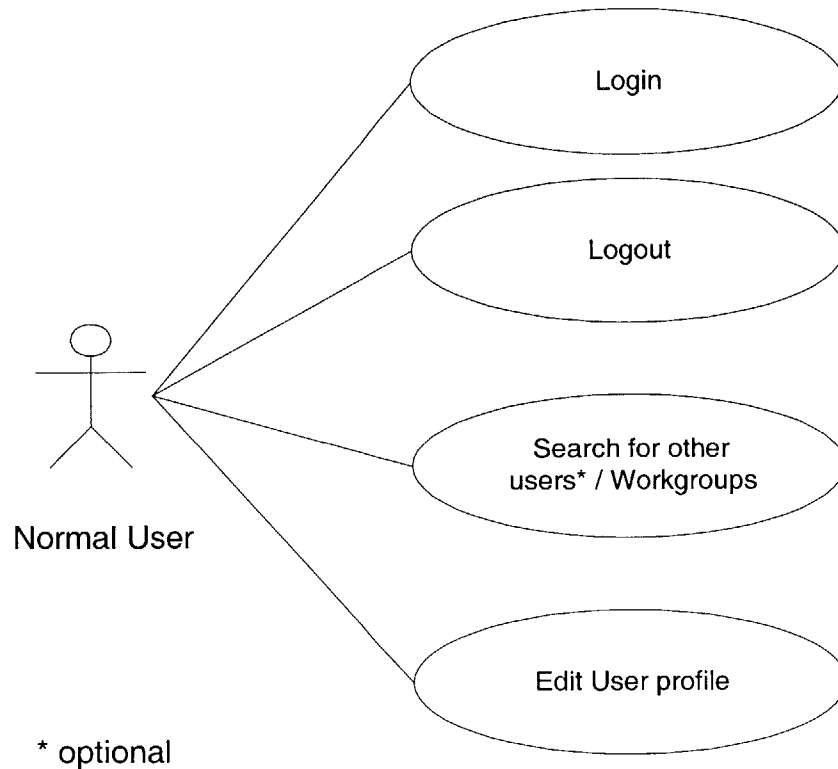 Login
Logout
Search for other
users* / Workgroups
Normal User
Edit User profile
* optional